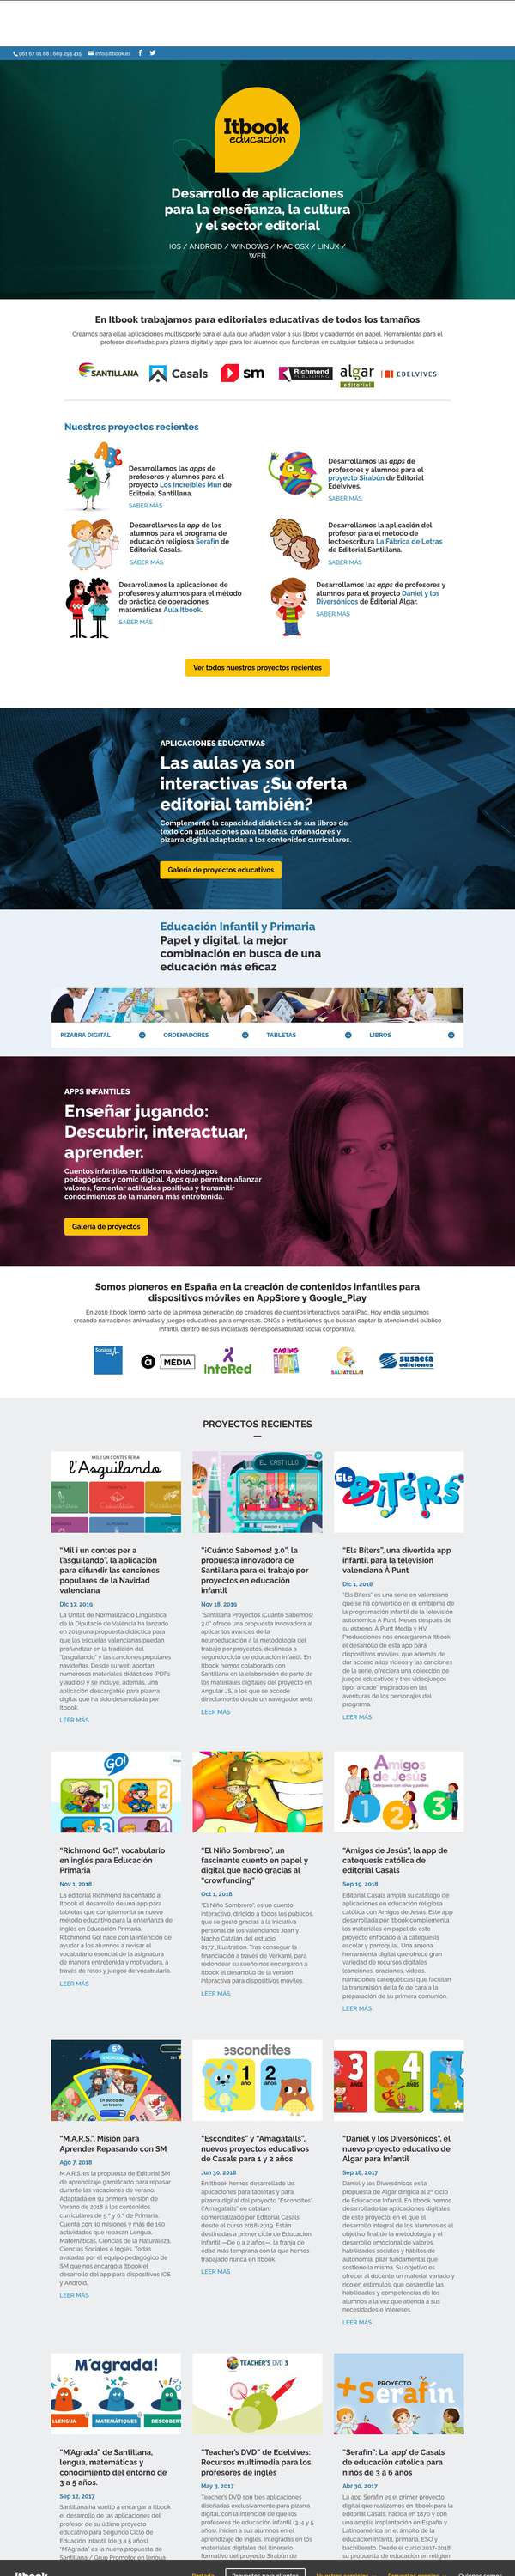 961 67 01 88 | 689 293 415 info@itbook.es
Itbook
educación
Desarrollo de aplicaciones
para la enseñanza, la cultura
y el sector editorial
IOS / ANDROID / WINDOWS / MAC OSX / LINUX /
WEB
En Itbook trabajamos para editoriales educativas de todos los tamaños
Creamos para ellas aplicaciones multisoporte para el aula que añaden valor a sus libros y cuadernos en papel. Herramientas para el
profesor diseñadas para pizarra digital y apps para los alumnos que funcionan en cualquier tableta u ordenador.
SANTILLANA Casals sm Richmond PUBLISHING algar editorial EDELVIVES
Nuestros proyectos recientes
Desarrollamos las apps de
profesores y alumnos para el
proyecto Los Increíbles Mun de
Editorial Santillana.
SABER MÁS
Desarrollamos las apps de
profesores y alumnos para el
proyecto Sirabún de Editorial
Edelvives.
SABER MÁS
Desarrollamos la app de los
alumnos para el programa de
educación religiosa Serafín de
Editorial Casals.
SABER MÁS
Desarrollamos la aplicación del
profesor para el método de
lectoescritura La Fábrica de Letras
de Editorial Santillana.
SABER MÁS
Desarrollamos la aplicaciones de
profesores y alumnos para el método
de práctica de operaciones
matemáticas Aula Itbook.
SABER MÁS
Desarrollamos las apps de profesores y
alumnos para el proyecto Daniel y los
Diversónicos de Editorial Algar.
SABER MÁS
Ver todos nuestros proyectos recientes
APLICACIONES EDUCATIVAS
Las aulas ya son
interactivas ¿Su oferta
editorial también?
Complemente la capacidad didáctica de sus libros de
texto con aplicaciones para tabletas, ordenadores y
pizarra digital adaptadas a los contenidos curriculares.
Galería de proyectos educativos
Educación Infantil y Primaria
Papel y digital, la mejor
combinación en busca de una
educación más eficaz
PIZARRA DIGITAL ORDENADORES TABLETAS LIBROS
APPS INFANTILES
Enseñar jugando:
Descubrir, interactuar,
aprender.
Cuentos infantiles multiidioma, videojuegos
pedagógicos y cómic digital. Apps que permiten afianzar
valores, fomentar actitudes positivas y transmitir
conocimientos de la manera más entretenida.
Galería de proyectos
Somos pioneros en España en la creación de contenidos infantiles para
dispositivos móviles en AppStore y Google_Play
En 2010 Itbook formó parte de la primera generación de creadores de cuentos interactivos para iPad. Hoy en día seguimos
creando narraciones animadas y juegos educativos para empresas, ONGs e instituciones que buscan captar la atención del público
infantil, dentro de sus iniciativas de responsabilidad social corporativa.
Sandoz à MÈDIA InteRed CARING SALPATELLA! susaeta ediciones
PROYECTOS RECIENTES
MIL I UN CONTES PER A
l'Asguilando
EL CASTILLO
ELS BiTERS
"Mil i un contes per a
l'asguilando", la aplicación
para difundir las canciones
populares de la Navidad
valenciana
Dic 17, 2019
La Unitat de Normalització Lingüística
de la Diputació de València ha lanzado
en 2019 una propuesta didáctica para
que las escuelas valencianas puedan
profundizar en la tradición del
"l'asguilando" y las canciones populares
navideñas. Desde su web aportan
numerosos materiales didácticos (PDFs
y audios) y se incluye, además, una
aplicación descargable para pizarra
digital que ha sido desarrollada por
Itbook.
LEER MÁS
"¡Cuánto Sabemos! 3.0", la
propuesta innovadora de
Santillana para el trabajo por
proyectos en educación
infantil
Nov 18, 2019
"Santillana Proyectos ¡Cuánto Sabemos!
3.0" ofrece una propuesta innovadora al
aplicar los avances de la
neuroeducación a la metodología del
trabajo por proyectos, destinada a
segundo ciclo de educación infantil. En
Itbook hemos colaborado con
Santillana en la elaboración de parte de
los materiales digitales del proyecto en
Angular JS, a los que se accede
directamente desde un navegador web.
LEER MÁS
"Els Biters", una divertida app
infantil para la televisión
valenciana À Punt
Dic 1, 2018
"Els Biters" es una serie en valenciano
que se ha convertido en el emblema de
la programación infantil de la televisión
autonómica À Punt. Meses después de
su estreno, À Punt Media y HV
Producciones nos encargaron a Itbook
el desarrollo de esta app para
dispositivos móviles, que además de
dar acceso a los vídeos y las canciones
de la serie, ofreciera una colección de
juegos educativos y tres videojuegos
tipo "arcade" inspirados en las
aventuras de los personajes del
programa.
LEER MÁS
GO!
1 2 3
Amigos
de Jesús
1 2 3
"Richmond Go!", vocabulario
en inglés para Educación
Primaria
Nov 1, 2018
La editorial Richmond ha confiado a
Itbook el desarrollo de una app para
tabletas que complementa su nuevo
método educativo para la enseñanza de
inglés en Educación Primaria.
Ritchmond Go! nace con la intención de
ayudar a los alumnos a revisar el
vocabulario esencial de la asignatura
de manera entretenida y motivadora, a
través de retos y juegos de vocabulario.
LEER MÁS
"El Niño Sombrero", un
fascinante cuento en papel y
digital que nació gracias al
"crowfunding"
Oct 1, 2018
"El Niño Sombrero", es un cuento
interactivo, dirigido a todos los públicos,
que se gestó gracias a la iniciativa
personal de los valencianos Joan y
Nacho Catalan del estudio
B177_Illustration. Tras conseguir la
financiación a través de Verkami, para
redondear su sueño nos encargaron a
Itbook el desarrollo de la versión
interactiva para dispositivos móviles.
LEER MÁS
"Amigos de Jesús", la app de
catequesis católica de
editorial Casals
Sep 19, 2018
Editorial Casals amplía su catálogo de
aplicaciones en educación religiosa
católica con Amigos de Jesús. Este app
desarrollada por Itbook complementa
los materiales en papel de este
proyecto enfocado a la catequesis
escolar y parroquial. Una amena
herramienta digital que ofrece gran
variedad de recursos digitales
(canciones, oraciones, vídeos,
narraciones catequéticas) que facilitan
la transmisión de la fe de cara a la
preparación de su primera comunión.
LEER MÁS
5º
escondites
1 año 2 años
3 AÑOS 4 AÑOS
"M.A.R.S.", Misión para
Aprender Repasando con SM
Ago 7, 2018
M.A.R.S. es la propuesta de Editorial SM
de aprendizaje gamificado para repasar
durante las vacaciones de verano.
Adaptada en su primera versión de
Verano de 2018 a los contenidos
curriculares de 5.º y 6.º de Primaria.
Cuenta con 30 misiones y más de 150
actividades que repasan Lengua,
Matemáticas, Ciencias de la Naturaleza,
Ciencias Sociales e Inglés. Todas
avaladas por el equipo pedagógico de
SM que nos encargó a Itbook el
desarrollo del app para dispositivos iOS
y Android.
LEER MÁS
"Escondites" y "Amagatalls",
nuevos proyectos educativos
de Casals para 1 y 2 años
Jun 30, 2018
En Itbook hemos desarrollado las
aplicaciones para tabletas y para
pizarra digital del proyecto "Escondites"
("Amagatalls" en catalán)
comercializado por Editorial Casals
desde el curso 2018-2019. Están
destinadas a primer ciclo de Educación
Infantil —De 0 a 2 años—, la franja de
edad más temprana con la que hemos
trabajado nunca en Itbook.
LEER MÁS
"Daniel y los Diversónicos", el
nuevo proyecto educativo de
Algar para Infantil
Sep 18, 2017
Daniel y los Diversónicos es la
propuesta de Algar dirigida al 2º ciclo
de Educación Infantil. En Itbook hemos
desarrollado las aplicaciones digitales
de este proyecto, en el que el
desarrollo integral de los alumnos es el
objetivo final de la metodología y el
desarrollo emocional de valores,
habilidades sociales y hábitos de
autonomía, pilar fundamental que
sostiene la misma. Su objetivo es
ofrecer al docente un material variado y
rico en estímulos, que desarrolle las
habilidades y competencias de los
alumnos a la vez que atienda a sus
necesidades e intereses.
LEER MÁS
M'agrada!
LLENGUA MATEMÀTIQUES DESCOBERT
TEACHER'S DVD 3
PROYECTO
+Serafín
"M'Agrada" de Santillana,
lengua, matemáticas y
conocimiento del entorno de
3 a 5 años.
Sep 12, 2017
Santillana ha vuelto a encargar a Itbook
el desarrollo de las aplicaciones del
profesor de su último proyecto
educativo para Segundo Ciclo de
Eduación Infantil (de 3 a 5 años).
"M'Agrada" es la nueva propuesta de
Santillana / Grup Promotor en lengua,
"Teacher's DVD" de Edelvives:
Recursos multimedia para los
profesores de inglés
May 3, 2017
Teacher's DVD son tres aplicaciones
diseñadas exclusivamente para pizarra
digital, con la intención de que los
profesores de educación infantil (3, 4 y 5
años), inicien a sus alumnos en el
aprendizaje de inglés. Integradas en los
materiales digitales del itinerario
formativo del proyecto Sirabún de
"Serafín": La 'app' de Casals
de educación católica para
niños de 3 a 6 años
Abr 30, 2017
La app Serafín es el primer proyecto
digital que realizamos en Itbook para la
editorial Casals, nacida en 1870 y con
una amplia implantación en España y
Latinoamérica en el ámbito de la
educación infantil, primaria, ESO y
bachillerato. Desde el curso 2017-2018
su propuesta de educación en religión
Itbook Portada Proyectos para clientes Nuestros servicios Proyectos propios Quiénes somos